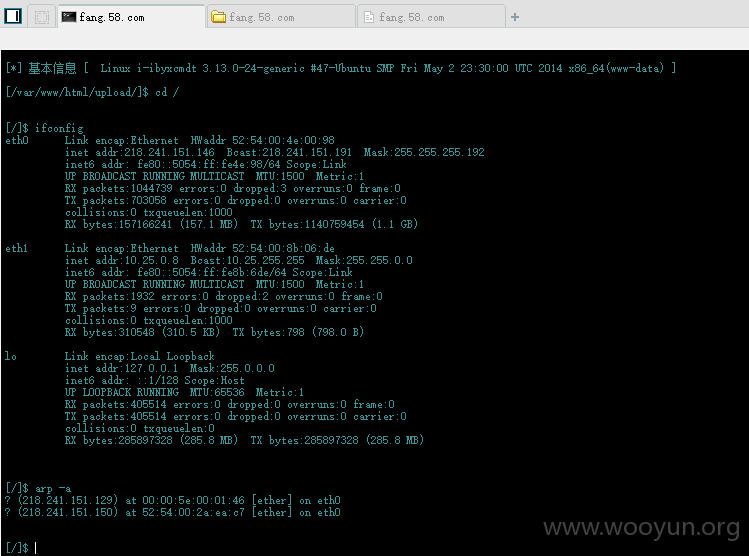 fang.58.com fang.58.com fang.58.com
[*] 基本信息 [ Linux i-ibyxcmdt 3.13.0-24-generic #47-Ubuntu SMP Fri May 2 23:30:00 UTC 2014 x86_64(www-data) ]
[/var/www/html/upload/]$ cd /
[/]$ ifconfig
eth0 Link encap:Ethernet HWaddr 52:54:00:4e:00:98
inet addr:218.241.151.146 Bcast:218.241.151.191 Mask:255.255.255.192
inet6 addr: fe80::5054:ff:fe4e:98/64 Scope:Link
UP BROADCAST RUNNING MULTICAST MTU:1500 Metric:1
RX packets:1044739 errors:0 dropped:3 overruns:0 frame:0
TX packets:703058 errors:0 dropped:0 overruns:0 carrier:0
collisions:0 txqueuelen:1000
RX bytes:157166241 (157.1 MB) TX bytes:1140759454 (1.1 GB)
eth1 Link encap:Ethernet HWaddr 52:54:00:8b:06:de
inet addr:10.25.0.8 Bcast:10.25.255.255 Mask:255.255.0.0
inet6 addr: fe80::5054:ff:fe8b:6de/64 Scope:Link
UP BROADCAST RUNNING MULTICAST MTU:1500 Metric:1
RX packets:1932 errors:0 dropped:2 overruns:0 frame:0
TX packets:9 errors:0 dropped:0 overruns:0 carrier:0
collisions:0 txqueuelen:1000
RX bytes:310548 (310.5 KB) TX bytes:798 (798.0 B)
lo Link encap:Local Loopback
inet addr:127.0.0.1 Mask:255.0.0.0
inet6 addr: ::1/128 Scope:Host
UP LOOPBACK RUNNING MTU:65536 Metric:1
RX packets:405514 errors:0 dropped:0 overruns:0 frame:0
TX packets:405514 errors:0 dropped:0 overruns:0 carrier:0
collisions:0 txqueuelen:0
RX bytes:285897328 (285.8 MB) TX bytes:285897328 (285.8 MB)
[/]$ arp -a
? (218.241.151.129) at 00:00:5e:00:01:46 [ether] on eth0
? (218.241.151.150) at 52:54:00:2a:ea:c7 [ether] on eth0
www.wooyun.org
[/]$